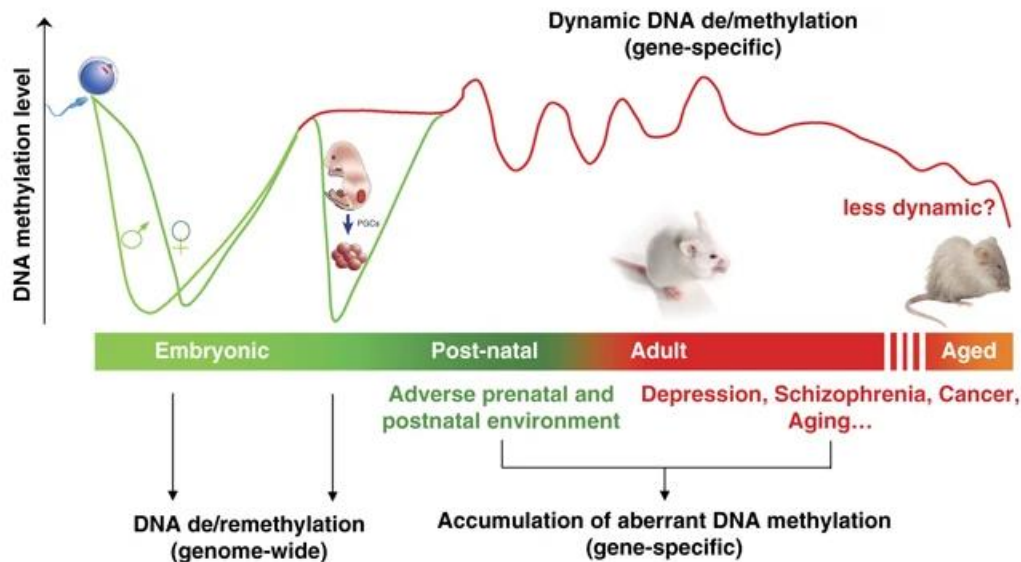 Dynamic DNA de/methylation
(gene-specific)
DNA methylation level
PGCs
less dynamic?
Embryonic
Post-natal
Adult
Aged
Adverse prenatal and
postnatal environment
Depression, Schizophrenia, Cancer,
Aging...
DNA de/remethylation
(genome-wide)
Accumulation of aberrant DNA methylation
(gene-specific)